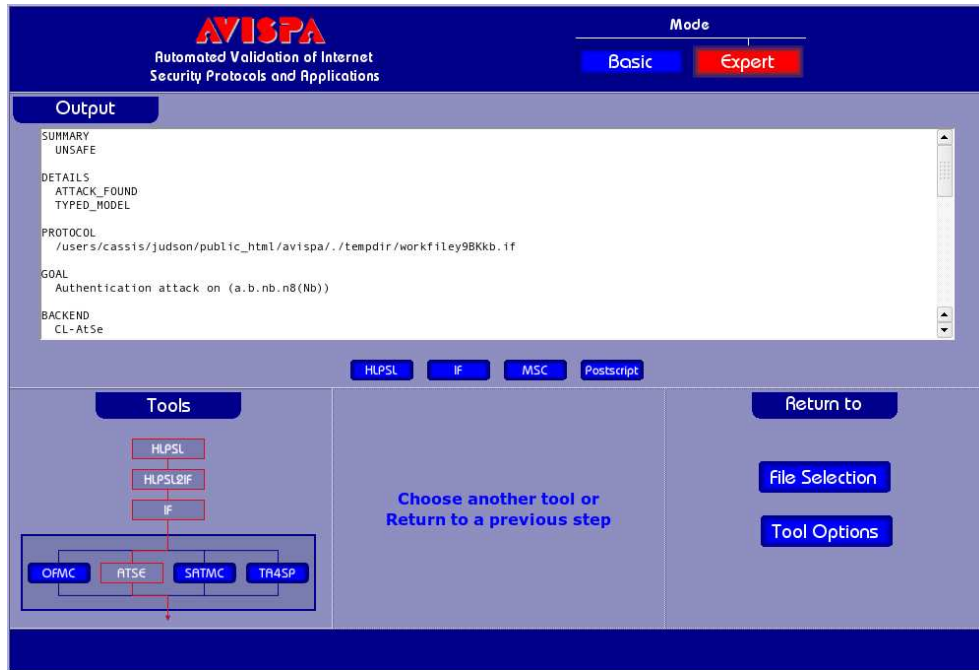 AVISPA
Automated Validation of Internet
Security Protocols and Applications
Mode
Basic
Expert
Output
SUMMARY
UNSAFE
DETAILS
ATTACK_FOUND
TYPED_MODEL
PROTOCOL
/users/cassis/judson/public_html/avispa/./tempdir/workfiley9BKkb.if
GOAL
Authentication attack on (a.b.nb.n8(Nb))
BACKEND
CL-AtSe
HLPSL
IF
MSC
Postscript
Tools
HLPSL
HLPSL2IF
IF
OFMC
ATSE
SATMC
TA4SP
Choose another tool or
Return to a previous step
Return to
File Selection
Tool Options